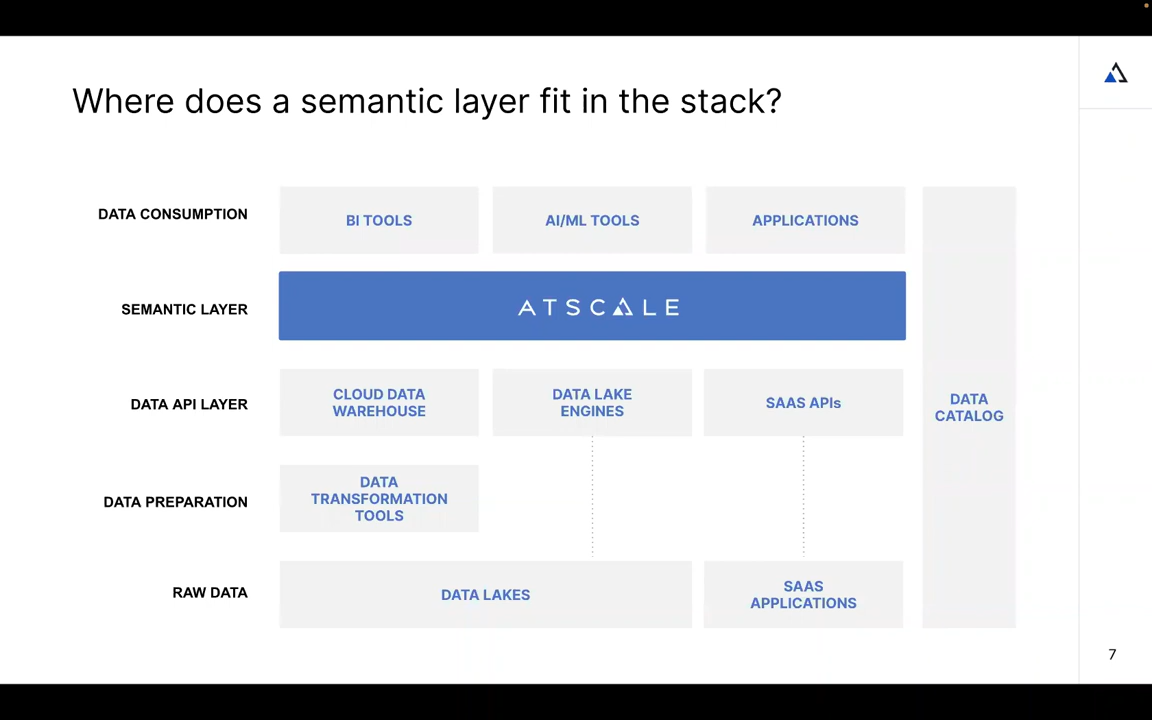 Where does a semantic layer fit in the stack?
DATA CONSUMPTION
BI TOOLS
AI/ML TOOLS
APPLICATIONS
SEMANTIC LAYER
ATSCALE
DATA API LAYER
CLOUD DATA
WAREHOUSE
DATA LAKE
ENGINES
SAAS APIs
DATA
CATALOG
DATA PREPARATION
DATA
TRANSFORMATION
TOOLS
RAW DATA
DATA LAKES
SAAS
APPLICATIONS
7